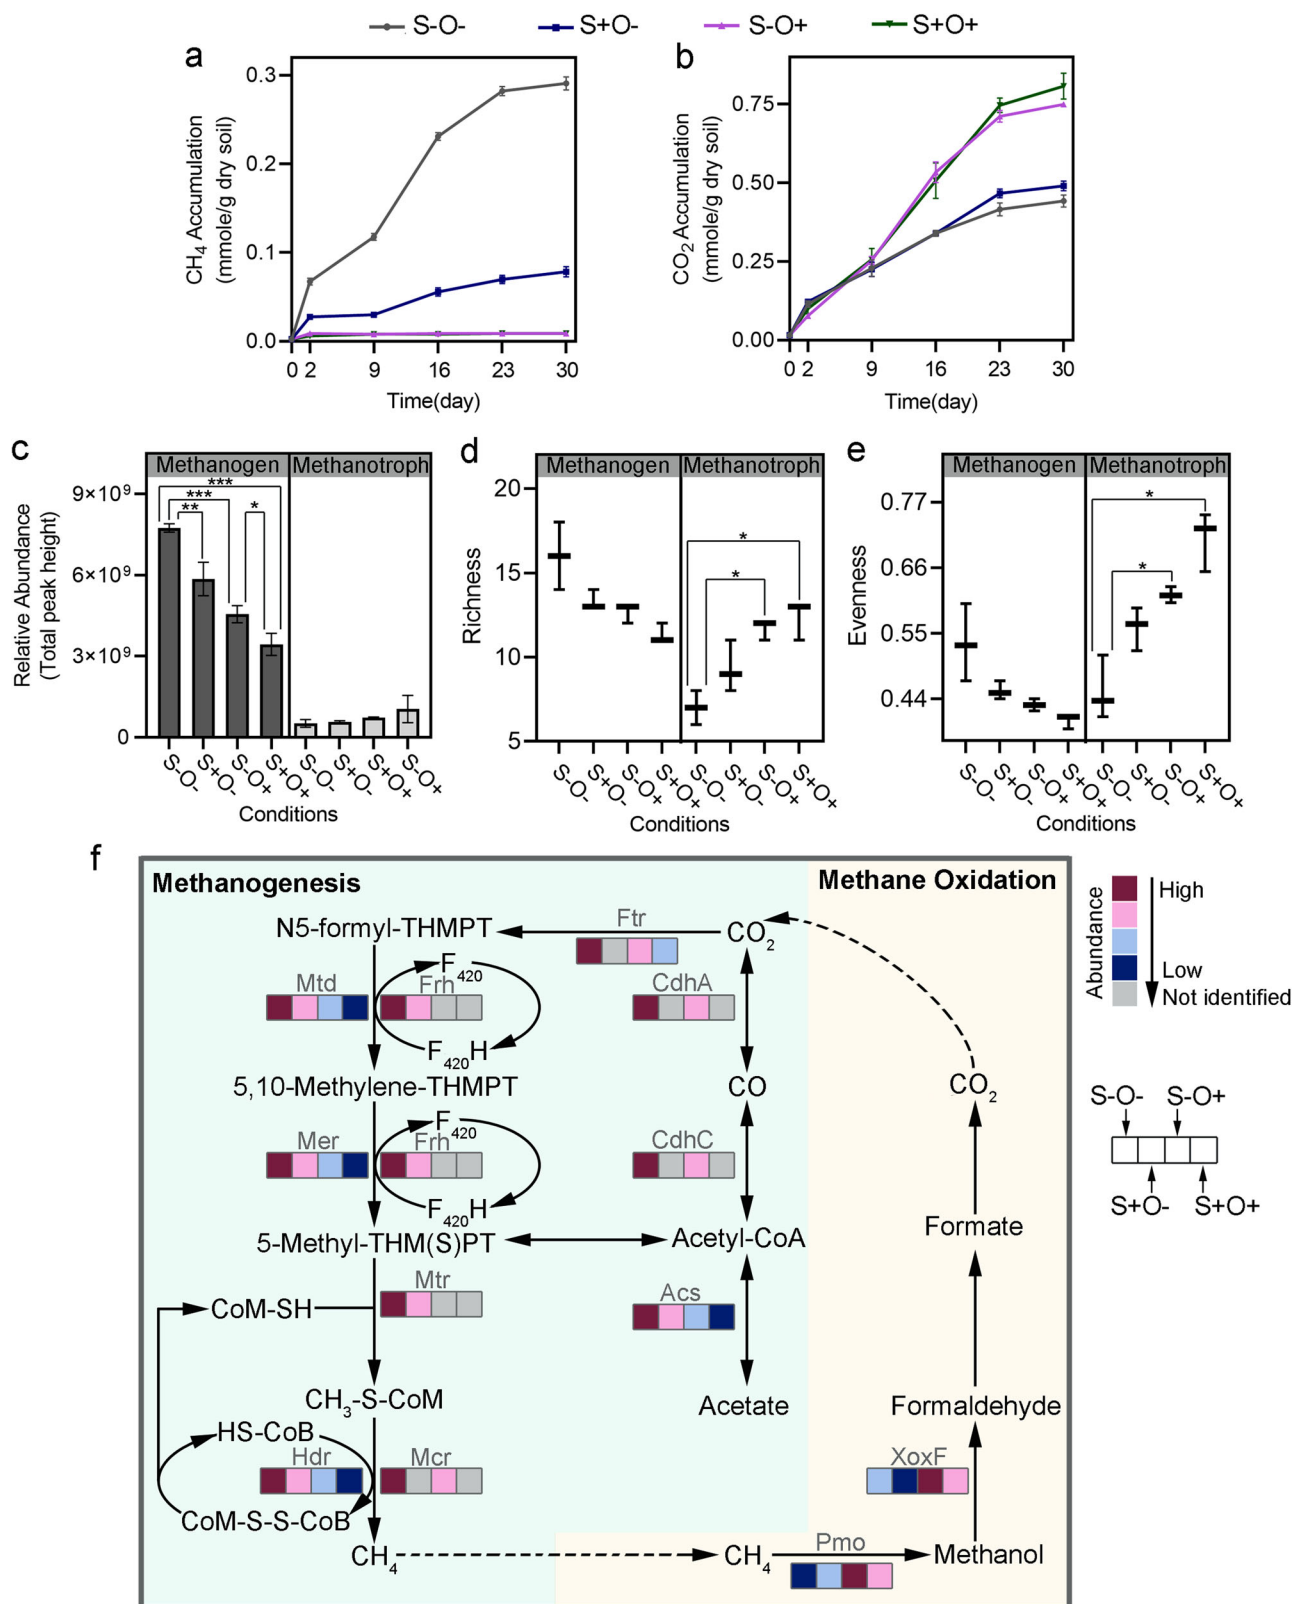 S-O- S+O- S-O+ S+O+
a
CH4 Accumulation
(mmole/g dry soil)
0.3
0.2
0.1
0.0
0 2 9 16 23 30
Time(day)
b
CO2 Accumulation
(mmole/g dry soil)
0.75
0.50
0.25
0.00
0 2 9 16 23 30
Time(day)
c
Methanogen Methanotroph
Relative Abundance
(Total peak height)
9×10⁹
6×10⁹
3×10⁹
0
***
***
** *
S-O- S+O- S-O+ S+O+ S-O- S+O- S+O+ S-O+
Conditions
d
Methanogen Methanotroph
Richness
20
15
10
5
*
*
S-O- S+O- S-O+ S+O+ S-O- S+O- S-O+ S+O+
Conditions
e
Methanogen Methanotroph
Evenness
0.77
0.66
0.55
0.44
*
*
S-O- S+O- S-O+ S+O+ S-O- S+O- S-O+ S+O+
Conditions
f
Methanogenesis
Methane Oxidation
N5-formyl-THMPT
Ftr
CO2
F420
Mtd
Frh
CdhA
F420H
5,10-Methylene-THMPT
CO
CO2
F420
Mer
Frh
CdhC
F420H
5-Methyl-THM(S)PT
Acetyl-CoA
Formate
Mtr
CoM-SH
Acs
CH3-S-CoM
Acetate
Formaldehyde
HS-CoB
Hdr
Mcr
XoxF
CoM-S-S-CoB
CH4
CH4
Pmo
Methanol
Abundance
High
Low
Not identified
S-O- S-O+
S+O- S+O+